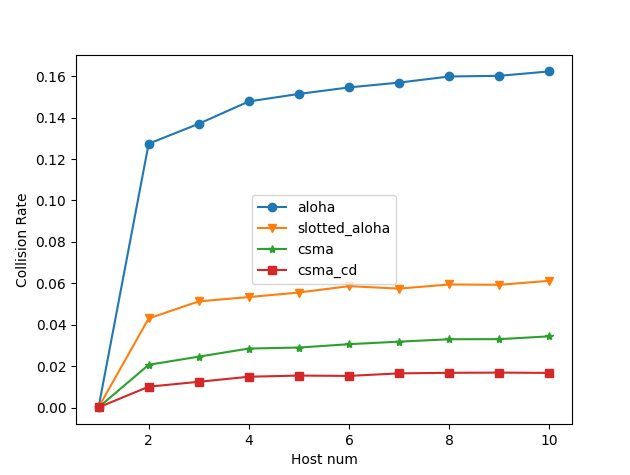 0.16
0.14
0.12
0.10
0.08
0.06
0.04
0.02
0.00
Collision Rate
aloha
slotted_aloha
csma
csma_cd
2 4 6 8 10
Host num